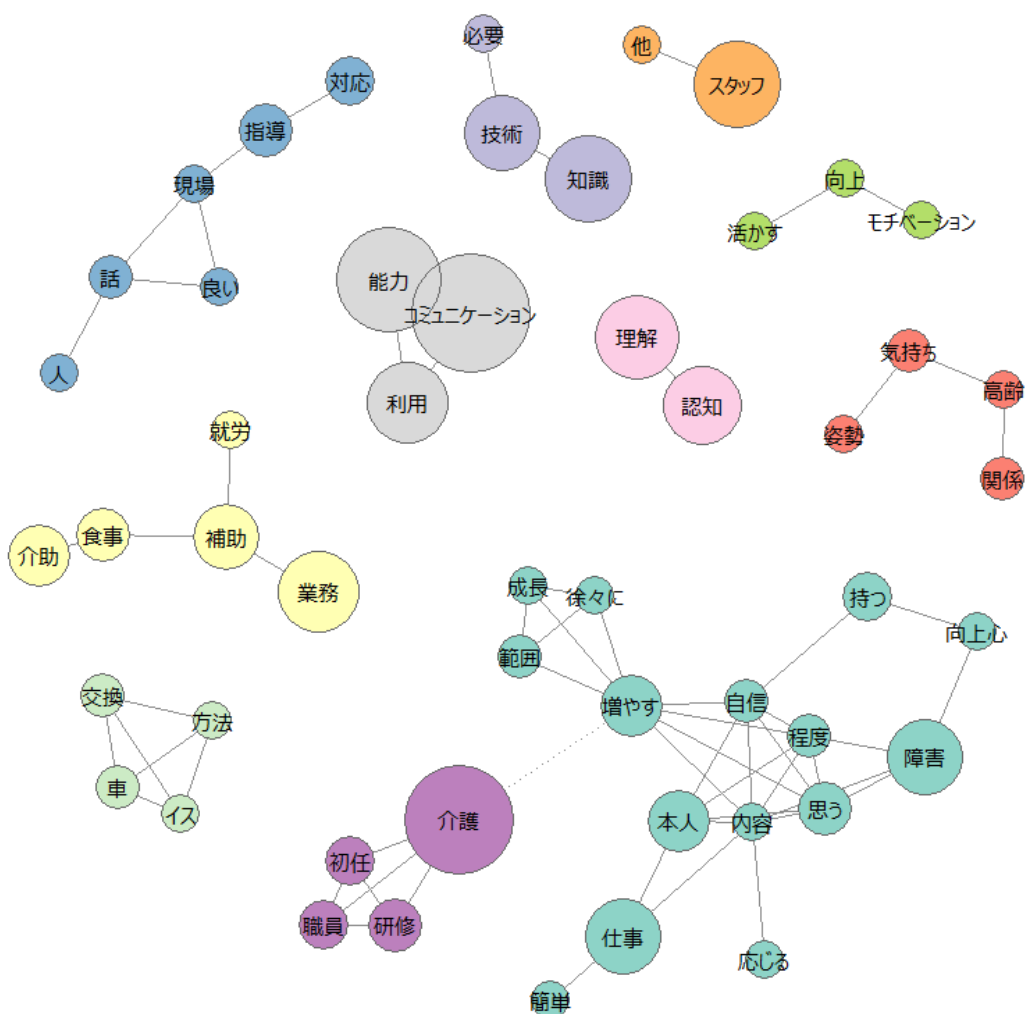 必要
他
スタッフ
対応
指導
技術
知識
現場
向上
活かす
モチベーション
話
良い
能力
コミュニケーション
人
利用
理解
認知
気持ち
高齢
姿勢
関係
就労
介助
食事
補助
業務
成長
徐々に
範囲
持つ
向上心
増やす
自信
程度
障害
交換
方法
車
イス
本人
内容
思う
介護
初任
職員
研修
仕事
応じる
簡単